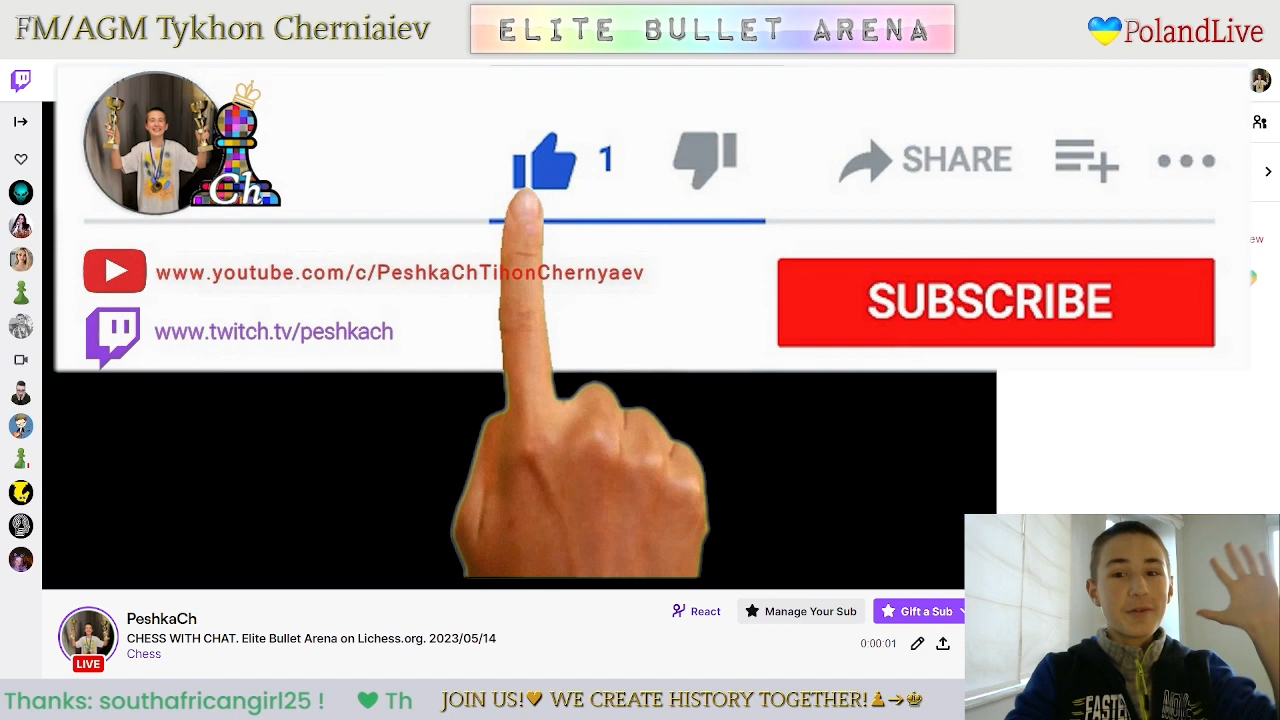 FM/AGM Tykhon Cherniaiev
ELITE BULLET ARENA
PolandLive
Ch
1
SHARE
www.youtube.com/c/PeshkaChTihonChernyaev
www.twitch.tv/peshkach
SUBSCRIBE
ew
PeshkaCh
CHESS WITH CHAT. Elite Bullet Arena on Lichess.org. 2023/05/14
Chess
LIVE
React
Manage Your Sub
Gift a Sub
0:00:01
Thanks: southafricangirl25 !
Th
JOIN US! WE CREATE HISTORY TOGETHER!